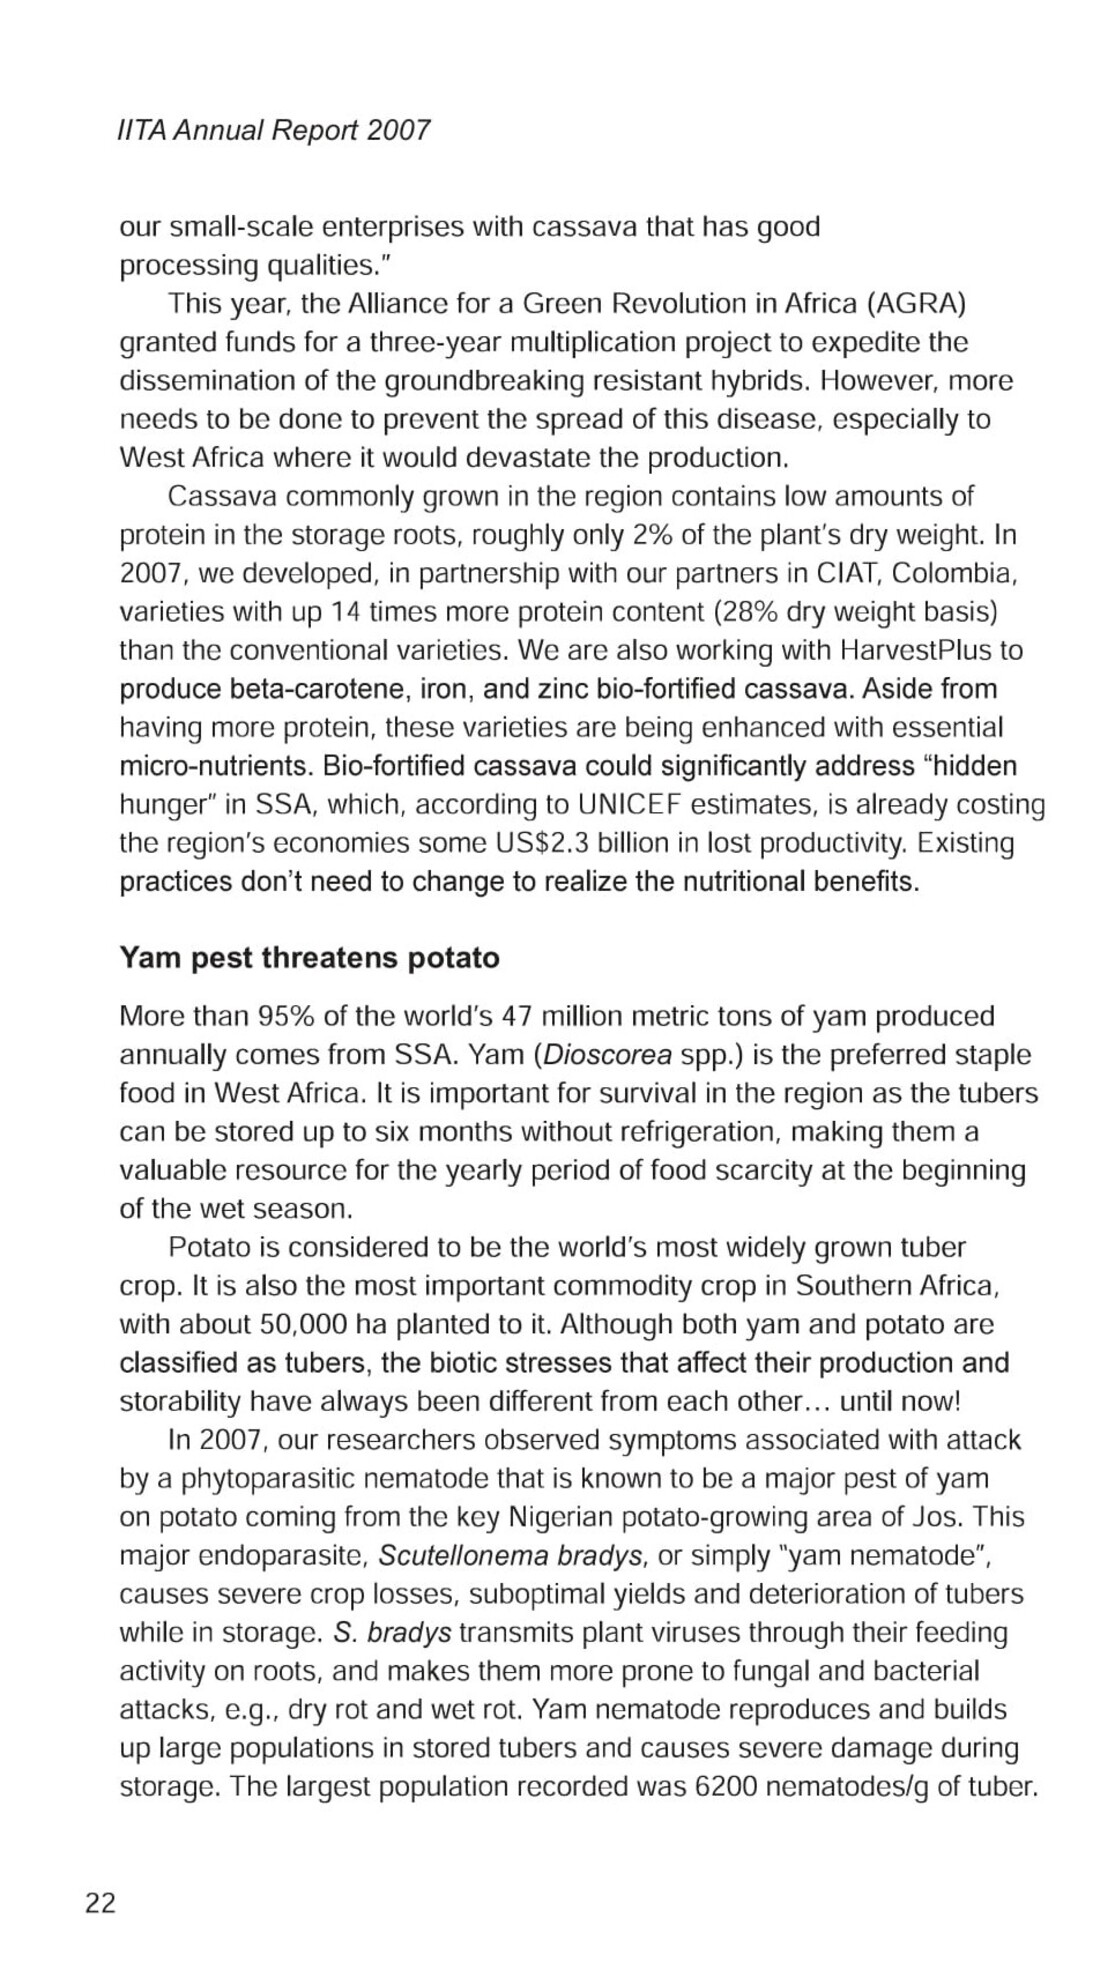 IITA Annual Report 2007
our small-scale enterprises with cassava that has good
processing qualities."
This year, the Alliance for a Green Revolution in Africa (AGRA)
granted funds for a three-year multiplication project to expedite the
dissemination of the groundbreaking resistant hybrids. However, more
needs to be done to prevent the spread of this disease, especially to
West Africa where it would devastate the production.
Cassava commonly grown in the region contains low amounts of
protein in the storage roots, roughly only 2% of the plant's dry weight. In
2007, we developed, in partnership with our partners in CIAT, Colombia,
varieties with up 14 times more protein content (28% dry weight basis)
than the conventional varieties. We are also working with HarvestPlus to
produce beta-carotene, iron, and zinc bio-fortified cassava. Aside from
having more protein, these varieties are being enhanced with essential
micro-nutrients. Bio-fortified cassava could significantly address “hidden
hunger" in SSA, which, according to UNICEF estimates, is already costing
the region's economies some US$2.3 billion in lost productivity. Existing
practices don’t need to change to realize the nutritional benefits.
Yam pest threatens potato
More than 95% of the world's 47 million metric tons of yam produced
annually comes from SSA. Yam (Dioscorea spp.) is the preferred staple
food in West Africa. It is important for survival in the region as the tubers
can be stored up to six months without refrigeration, making them a
valuable resource for the yearly period of food scarcity at the beginning
of the wet season.
Potato is considered to be the world's most widely grown tuber
crop. It is also the most important commodity crop in Southern Africa,
with about 50,000 ha planted to it. Although both yam and potato are
classified as tubers, the biotic stresses that affect their production and
storability have always been different from each other… until now!
In 2007, our researchers observed symptoms associated with attack
by a phytoparasitic nematode that is known to be a major pest of yam
on potato coming from the key Nigerian potato-growing area of Jos. This
major endoparasite, Scutellonema bradys, or simply "yam nematode",
causes severe crop losses, suboptimal yields and deterioration of tubers
while in storage. S. bradys transmits plant viruses through their feeding
activity on roots, and makes them more prone to fungal and bacterial
attacks, e.g., dry rot and wet rot. Yam nematode reproduces and builds
up large populations in stored tubers and causes severe damage during
storage. The largest population recorded was 6200 nematodes/g of tuber.
22